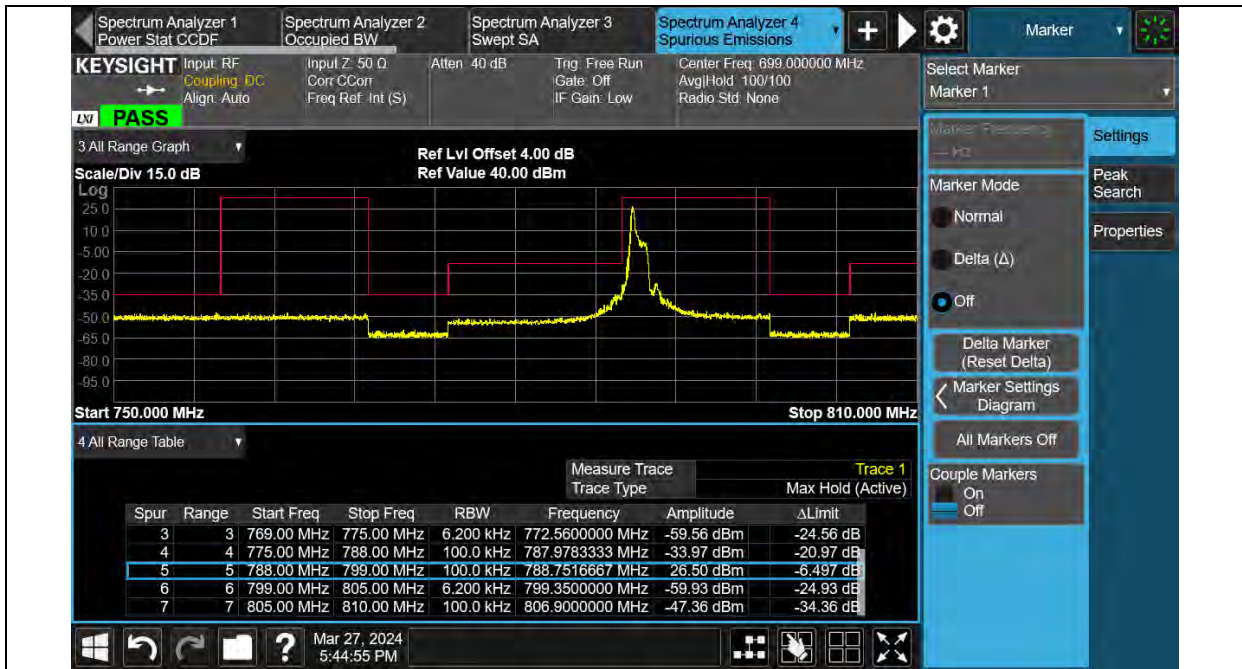 Spectrum Analyzer 1
Power Stat CCDF
Spectrum Analyzer 2
Occupied BW
Spectrum Analyzer 3
Swept SA
Spectrum Analyzer 4
Spurious Emissions
Marker
KEYSIGHT
Input: RF
Coupling: DC
Align: Auto
Input Z: 50 Ω
Corr CCorr
Freq Ref: Int (S)
Atten: 40 dB
Trig: Free Run
Gate: Off
IF Gain: Low
Center Freq: 699.000000 MHz
Avg|Hold: 100/100
Radio Std: None
LXI PASS
Select Marker
Marker 1
3 All Range Graph
Scale/Div 15.0 dB
Ref Lvl Offset 4.00 dB
Ref Value 40.00 dBm
Log
25.0
10.0
-5.00
-20.0
-35.0
-50.0
-65.0
-80.0
-95.0
Start 750.000 MHz
Stop 810.000 MHz
4 All Range Table
Measure Trace Trace 1
Trace Type Max Hold (Active)
Spur Range Start Freq Stop Freq RBW Frequency Amplitude ΔLimit
3 3 769.00 MHz 775.00 MHz 6.200 kHz 772.5600000 MHz -59.56 dBm -24.56 dB
4 4 775.00 MHz 788.00 MHz 100.0 kHz 787.9783333 MHz -33.97 dBm -20.97 dB
5 5 788.00 MHz 799.00 MHz 100.0 kHz 788.7516667 MHz 26.50 dBm -6.497 dB
6 6 799.00 MHz 805.00 MHz 6.200 kHz 799.3500000 MHz -59.93 dBm -24.93 dB
7 7 805.00 MHz 810.00 MHz 100.0 kHz 806.9000000 MHz -47.36 dBm -34.36 dB
Marker Frequency
--- Hz
Marker Mode
Normal
Delta (Δ)
Off
Delta Marker
(Reset Delta)
Marker Settings
Diagram
All Markers Off
Couple Markers
On
Off
Settings
Peak
Search
Properties
?
Mar 27, 2024
5:44:55 PM